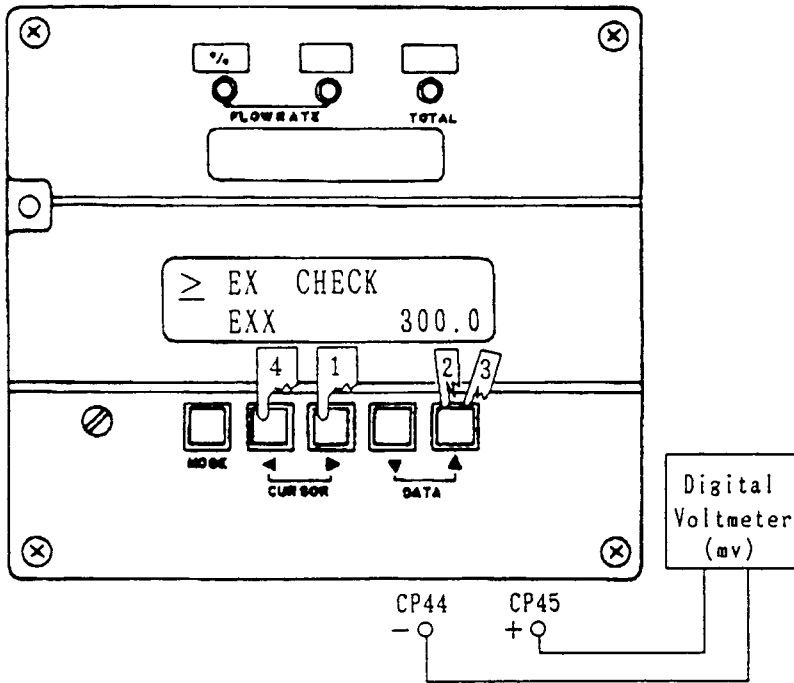 °/o
FLOWRATE TOTAL
≥ EX CHECK
EXX 300.0
4 1 2 3
MODE ◀ ▶ ▼ ▲
CURSOR DATA
Digital
Voltmeter
(mv)
CP44 CP45
− +